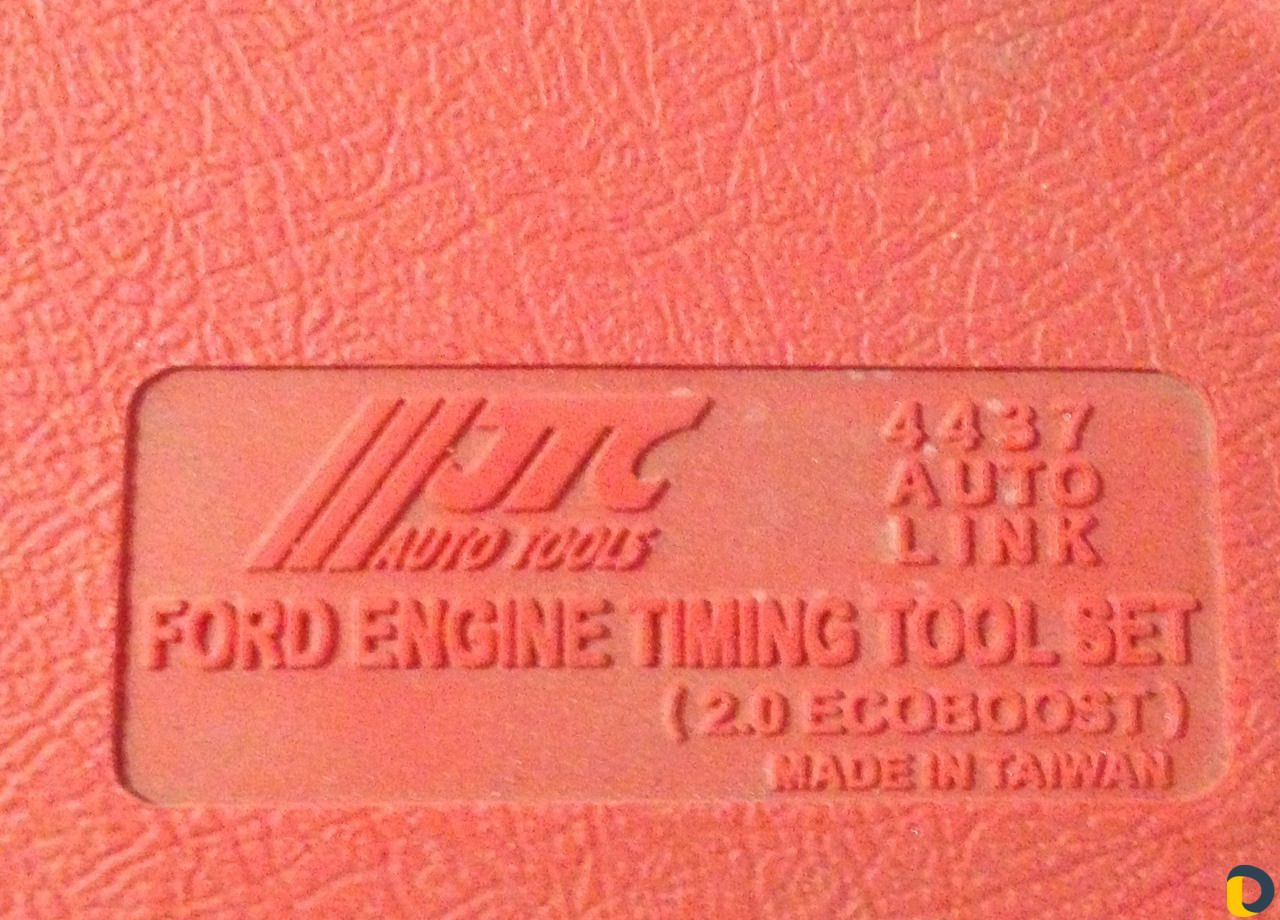 JTC
AUTO TOOLS
4437
AUTO
LINK
FORD ENGINE TIMING TOOL SET
(2.0 ECOBOOST)
MADE IN TAIWAN